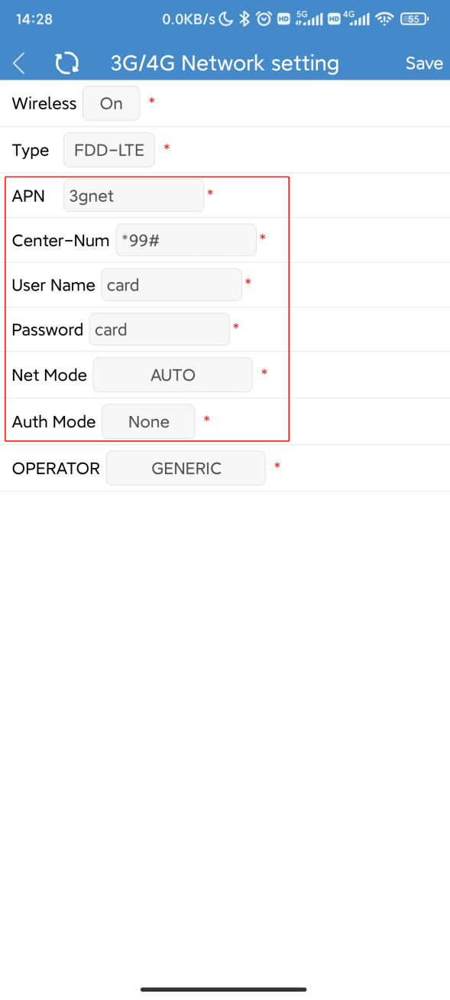 14:28 0.0KB/s HD 5G HD 4G 55
3G/4G Network setting Save
Wireless On *
Type FDD-LTE *
APN 3gnet *
Center-Num *99# *
User Name card *
Password card *
Net Mode AUTO *
Auth Mode None *
OPERATOR GENERIC *